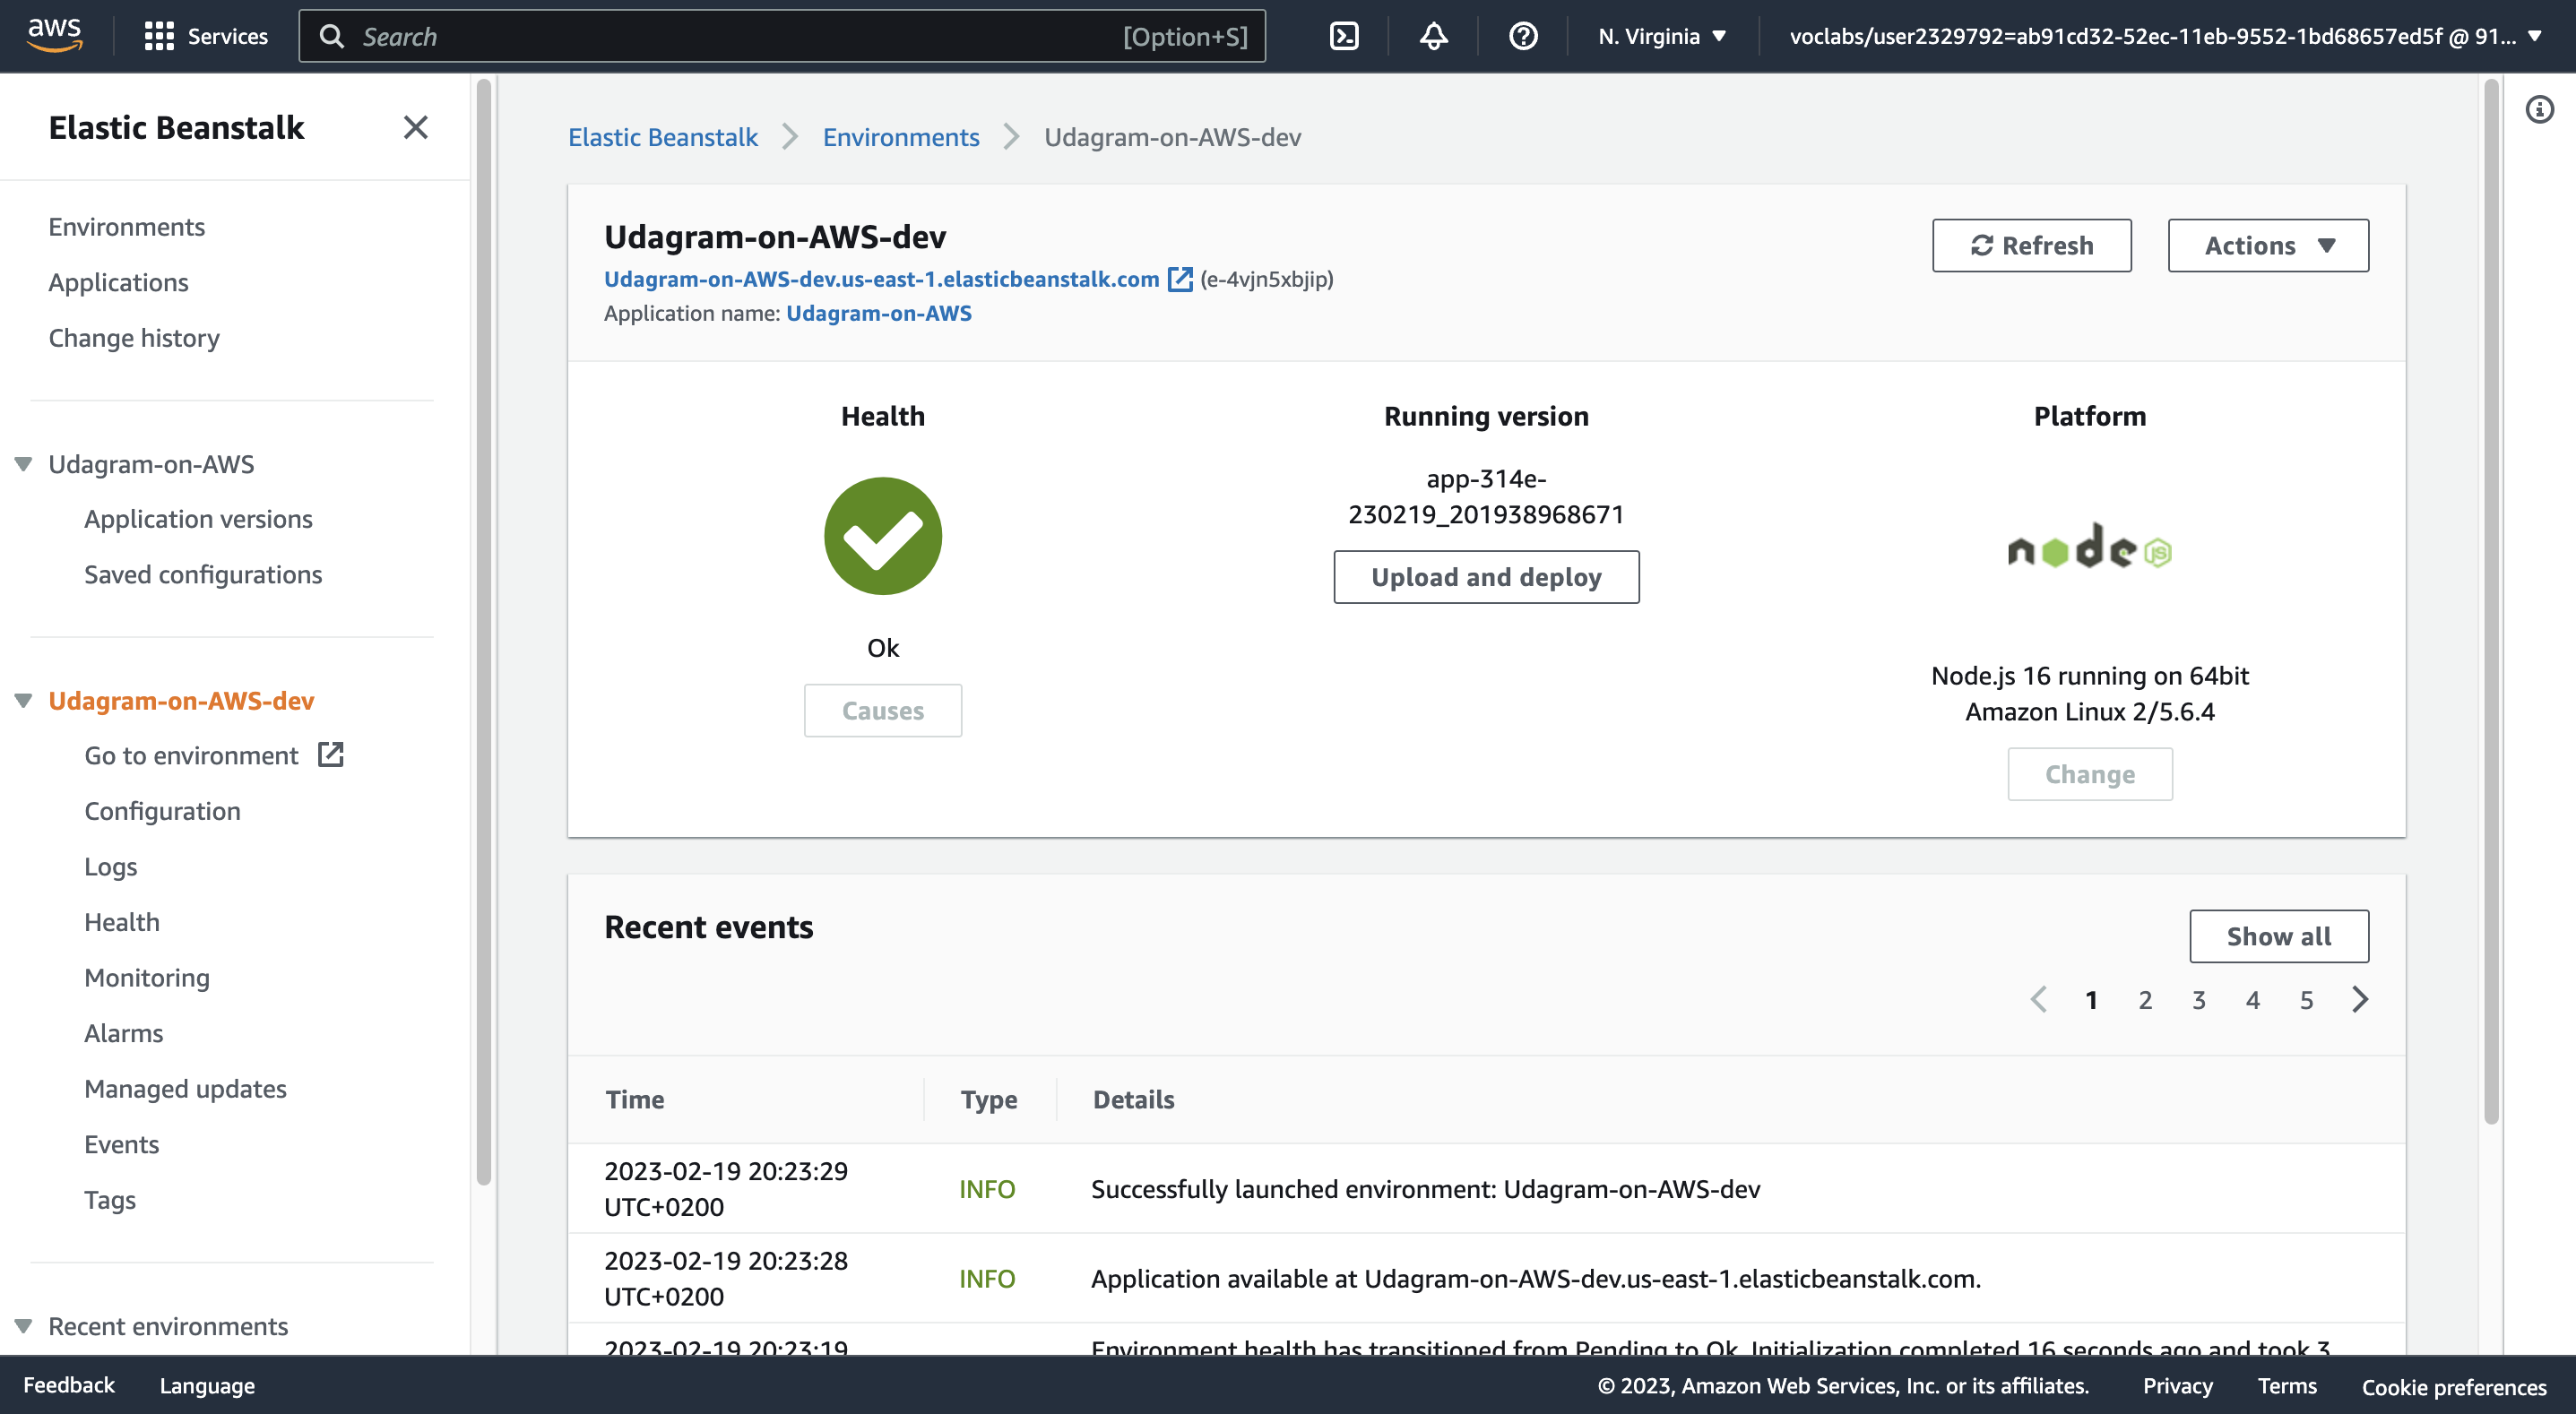 aws
Services
Search
[Option+S]
N. Virginia
voclabs/user2329792=ab91cd32-52ec-11eb-9552-1bd68657ed5f @ 91...
Elastic Beanstalk
Environments
Applications
Change history
Udagram-on-AWS
Application versions
Saved configurations
Udagram-on-AWS-dev
Go to environment
Configuration
Logs
Health
Monitoring
Alarms
Managed updates
Events
Tags
Recent environments
Elastic Beanstalk
Environments
Udagram-on-AWS-dev
Udagram-on-AWS-dev
Udagram-on-AWS-dev.us-east-1.elasticbeanstalk.com (e-4vjn5xbjip)
Application name: Udagram-on-AWS
Refresh
Actions
Health
Ok
Causes
Running version
app-314e-
230219_201938968671
Upload and deploy
Platform
node JS
Node.js 16 running on 64bit
Amazon Linux 2/5.6.4
Change
Recent events
Show all
1 2 3 4 5
Time Type Details
2023-02-19 20:23:29
UTC+0200
INFO
Successfully launched environment: Udagram-on-AWS-dev
2023-02-19 20:23:28
UTC+0200
INFO
Application available at Udagram-on-AWS-dev.us-east-1.elasticbeanstalk.com.
2023-02-19 20:23:19
Environment health has transitioned from Pending to Ok. Initialization completed 16 seconds ago and took 3
Feedback
Language
© 2023, Amazon Web Services, Inc. or its affiliates.
Privacy
Terms
Cookie preferences